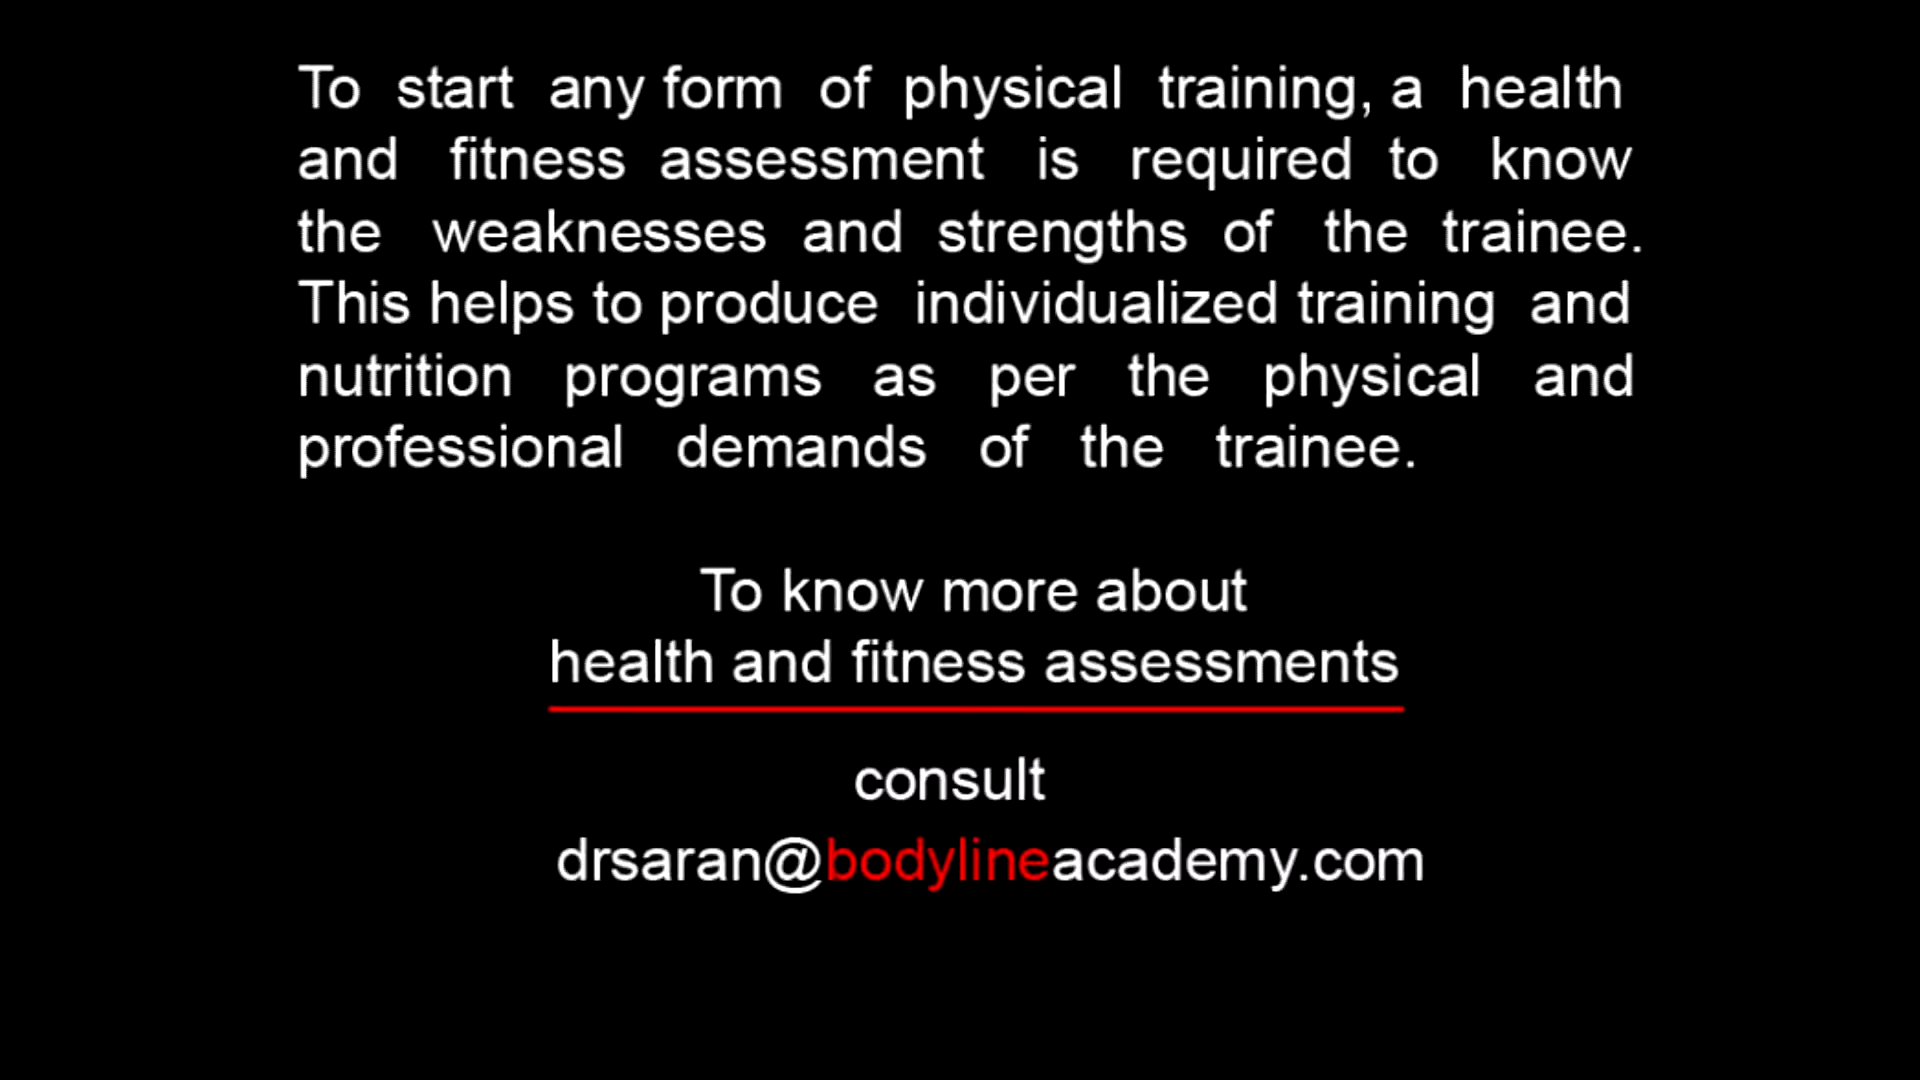 To start any form of physical training, a health
and fitness assessment is required to know
the weaknesses and strengths of the trainee.
This helps to produce individualized training and
nutrition programs as per the physical and
professional demands of the trainee.
To know more about
health and fitness assessments
consult
drsaran@bodylineacademy.com